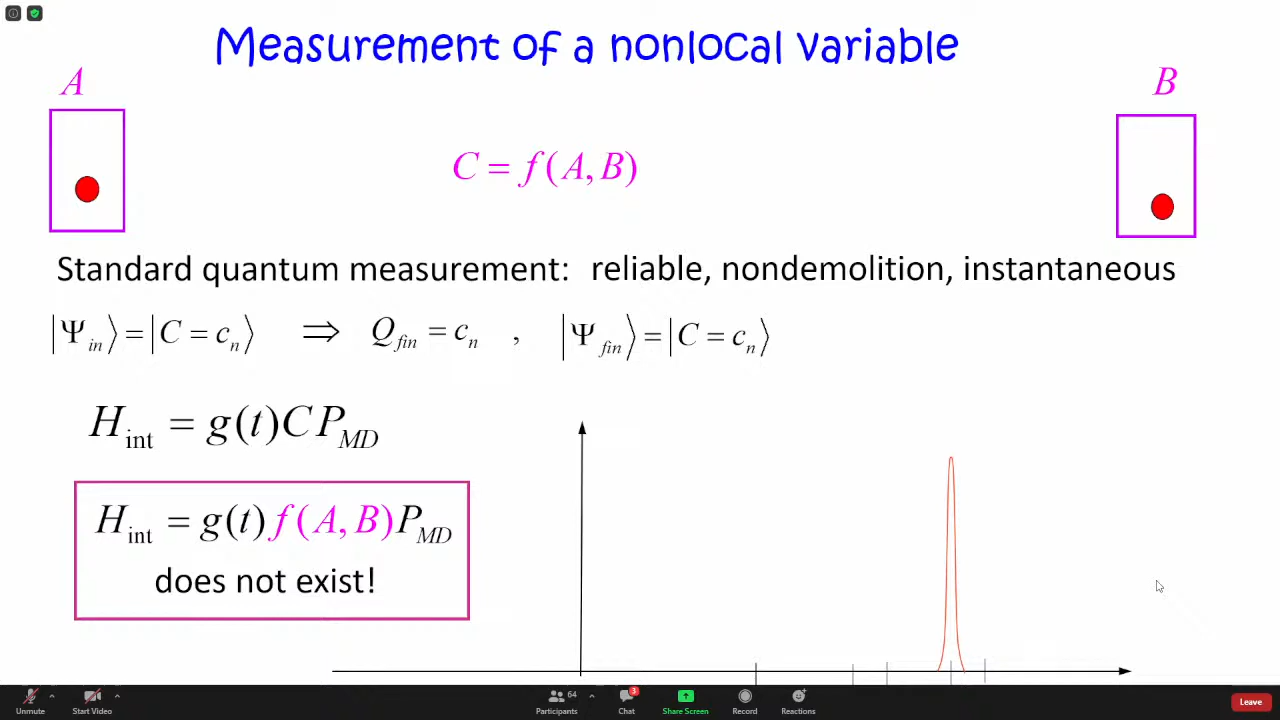 Measurement of a nonlocal variable
A
B
C = f(A, B)
Standard quantum measurement: reliable, nondemolition, instantaneous
|Ψ_in⟩ = |C = c_n⟩ ⇒ Q_fin = c_n , |Ψ_fin⟩ = |C = c_n⟩
H_int = g(t)CP_MD
H_int = g(t)f(A, B)P_MD
does not exist!
Unmute
Start Video
64
Participants
3
Chat
Share Screen
Record
Reactions
Leave